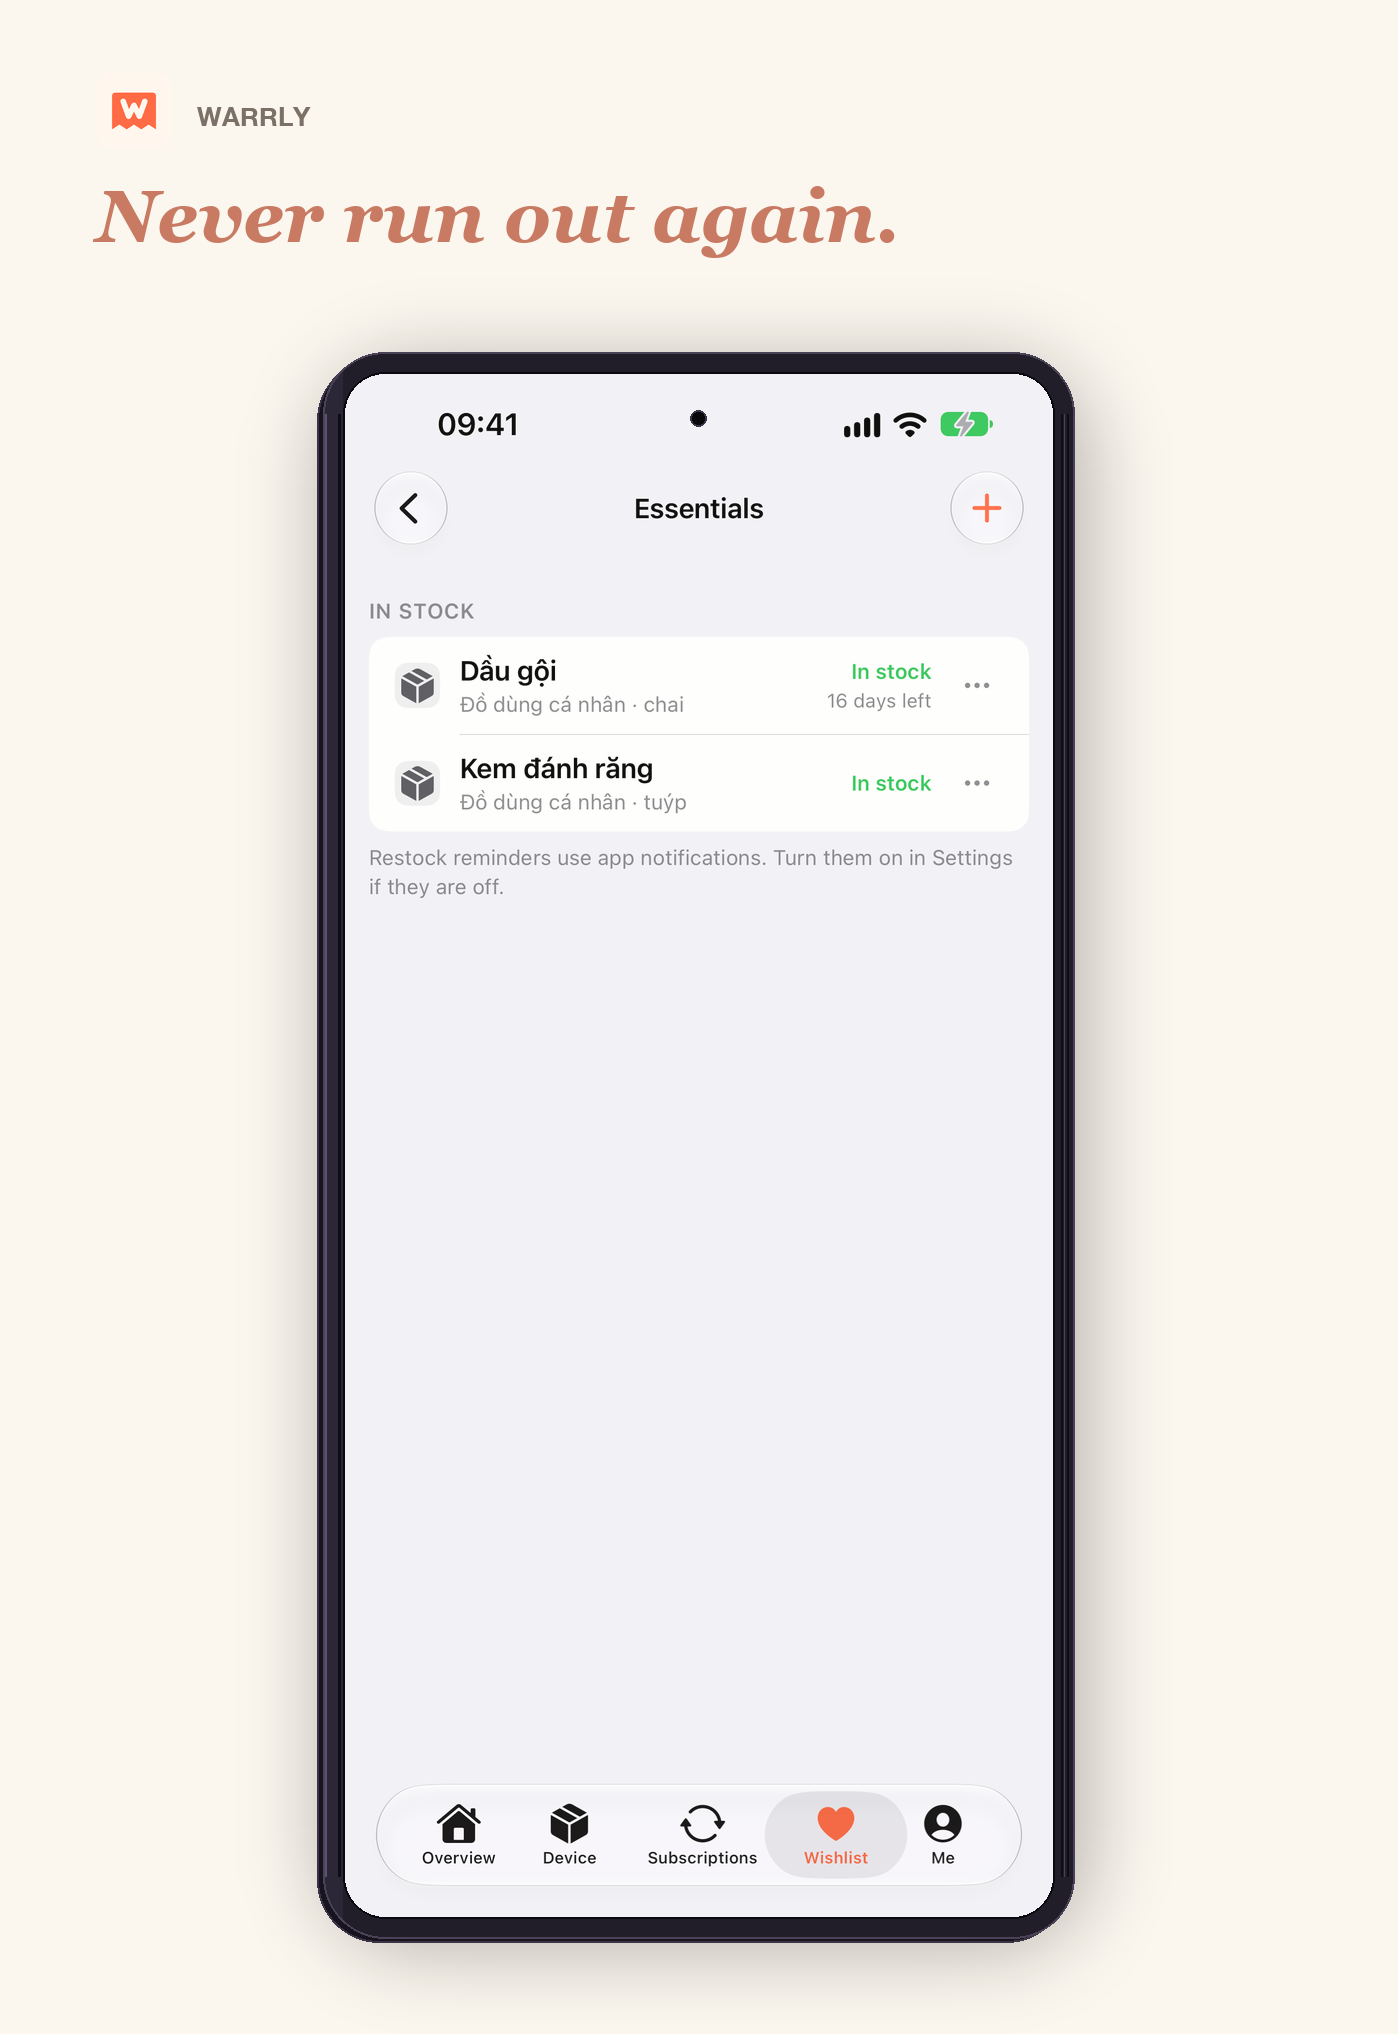 W
WARRLY
Never run out again.
09:41
Essentials
IN STOCK
Dầu gội
In stock
Đồ dùng cá nhân · chai
16 days left
Kem đánh răng
Đồ dùng cá nhân · tuýp
In stock
Restock reminders use app notifications. Turn them on in Settings
if they are off.
Overview
Device
Subscriptions
Wishlist
Me